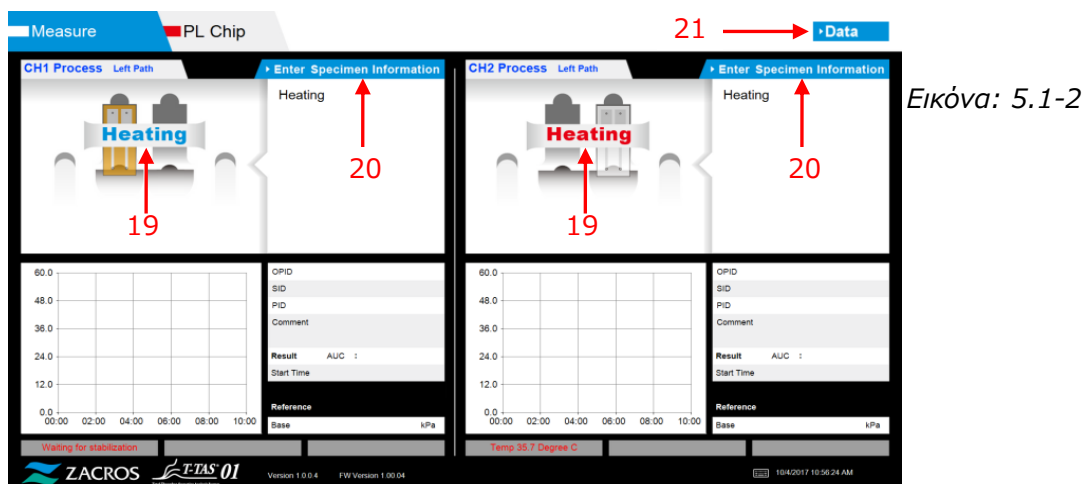 Measure PL Chip 21 Data
CH1 Process Left Path Enter Specimen Information
Heating
Heating
19
20
CH2 Process Left Path Enter Specimen Information
Heating
Heating
19
20
Εικόνα: 5.1-2
60.0
48.0
36.0
24.0
12.0
0.0
00:00 02:00 04:00 06:00 08:00 10:00
OPID
SID
PID
Comment
Result AUC :
Start Time
Reference
Base kPa
60.0
48.0
36.0
24.0
12.0
0.0
00:00 02:00 04:00 06:00 08:00 10:00
OPID
SID
PID
Comment
Result AUC :
Start Time
Reference
Base kPa
Waiting for stabilization
Temp 35.7 Degree C
ZACROS T-TAS 01 Version 1.0.0.4 FW Version 1.00.04 10/4/2017 10:56:24 AM